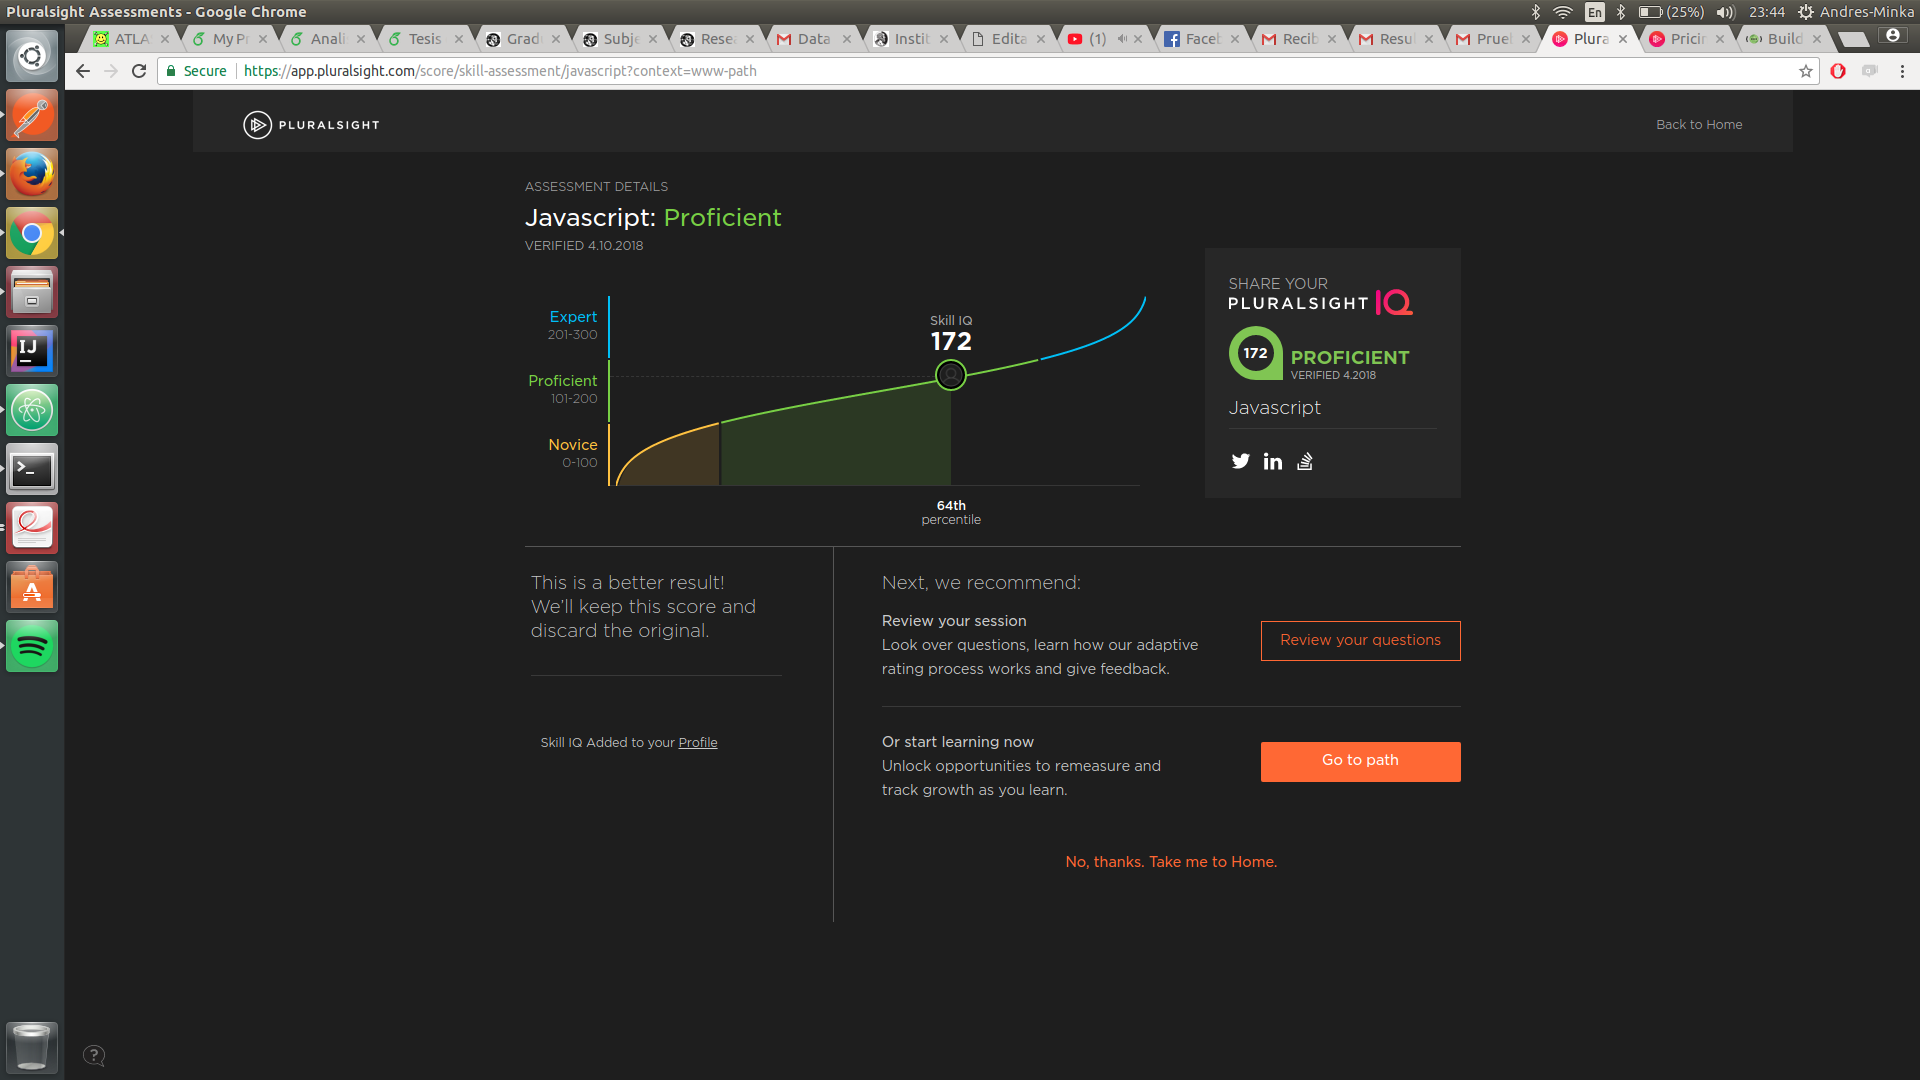 Pluralsight Assessments - Google Chrome
En
(25%)
23:44
Andres-Minka
ATLA
My P
Anali
Tesis
Grad
Subje
Resea
Data
Instit
Edita
(1)
Faceb
Recib
Resul
Prue
Plura
Pricin
Build
Secure
https://app.pluralsight.com/score/skill-assessment/javascript?context=www-path
PLURALSIGHT
Back to Home
ASSESSMENT DETAILS
Javascript: Proficient
VERIFIED 4.10.2018
Expert
201-300
Proficient
101-200
Novice
0-100
Skill IQ
172
64th
percentile
SHARE YOUR
PLURALSIGHT IQ
172
PROFICIENT
VERIFIED 4.2018
Javascript
This is a better result!
We'll keep this score and
discard the original.
Skill IQ Added to your Profile
Next, we recommend:
Review your session
Look over questions, learn how our adaptive
rating process works and give feedback.
Review your questions
Or start learning now
Unlock opportunities to remeasure and
track growth as you learn.
Go to path
No, thanks. Take me to Home.
IJ
>_
A
?